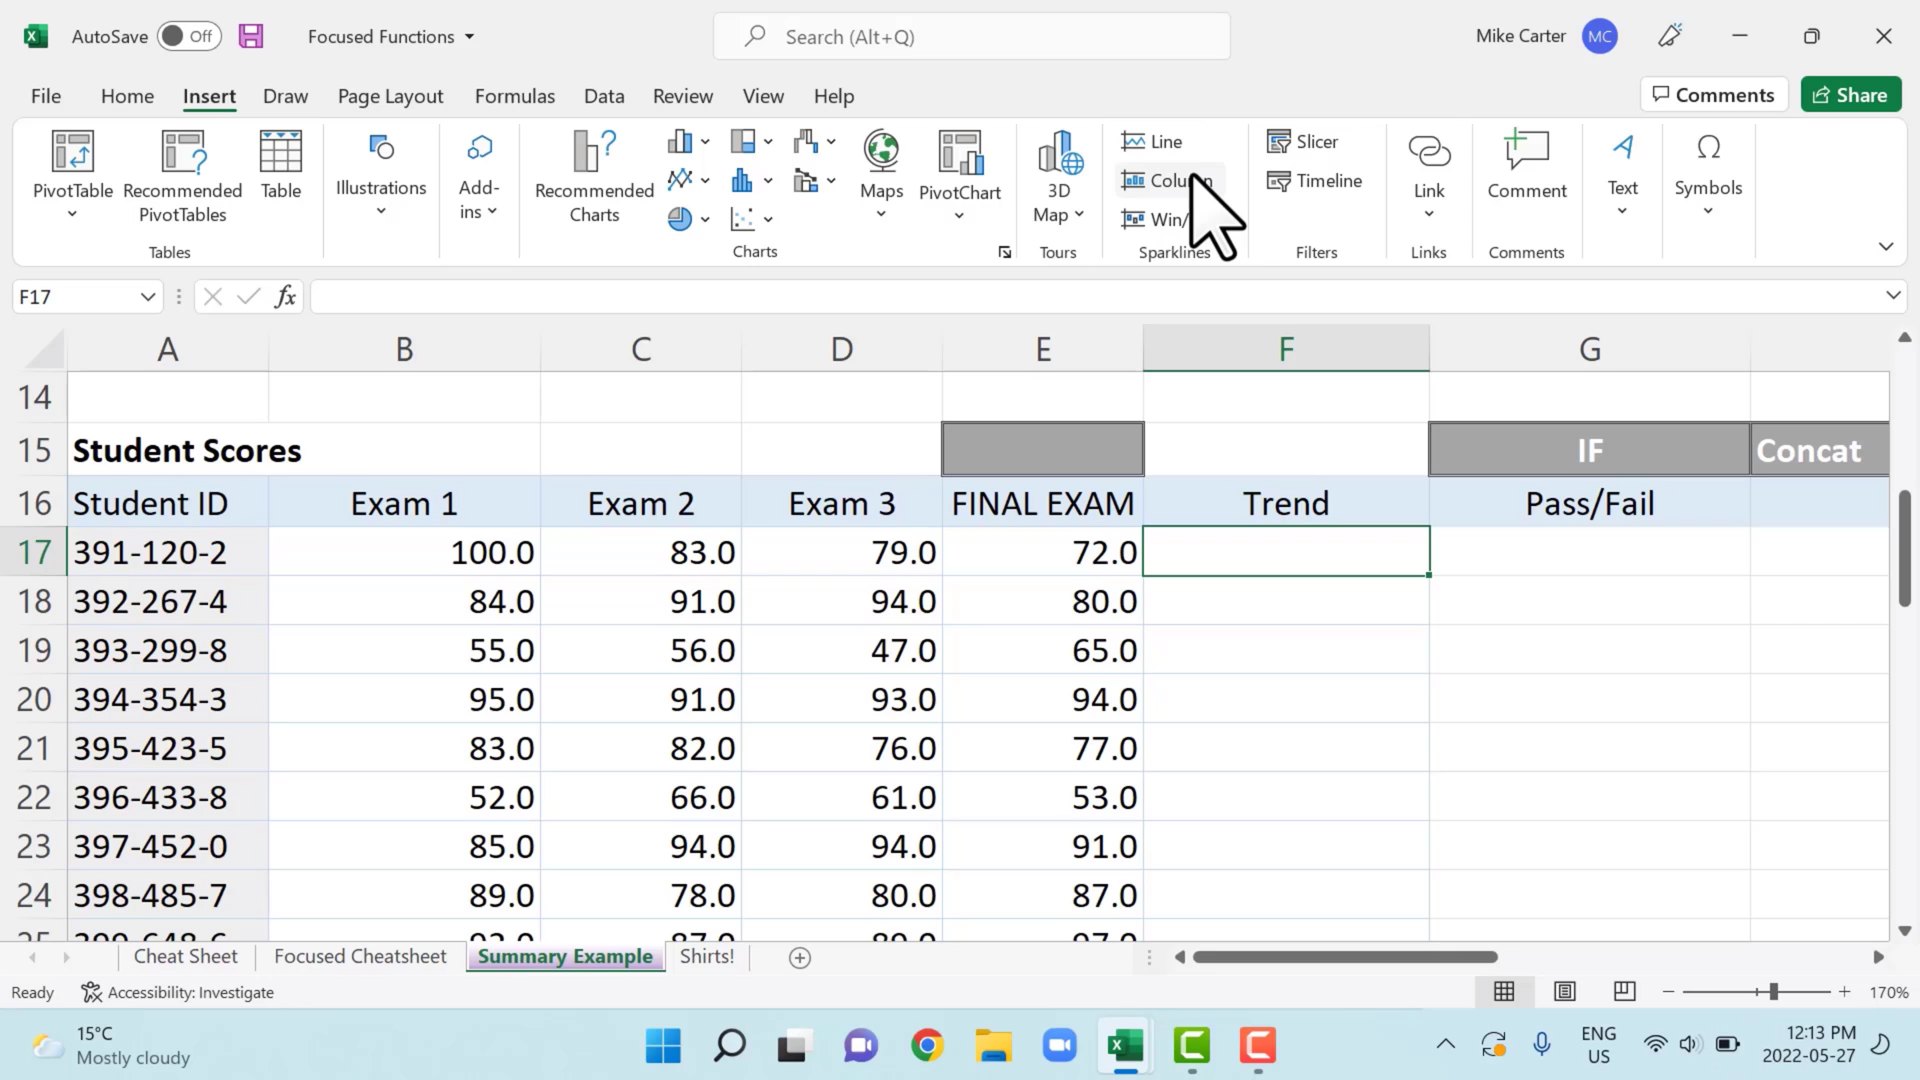 AutoSave Off Focused Functions Search (Alt+Q) Mike Carter MC
File Home Insert Draw Page Layout Formulas Data Review View Help Comments Share
PivotTable
Recommended
PivotTables
Table
Tables
Illustrations
Add-
ins
Recommended
Charts
Charts
Maps
PivotChart
3D
Map
Tours
Line
Win/
Sparklines
Slicer
Timeline
Filters
Link
Links
Comment
Comments
Text
Symbols
F17 fx
A B C D E F G
14
15 Student Scores IF Concat
16 Student ID Exam 1 Exam 2 Exam 3 FINAL EXAM Trend Pass/Fail
17 391-120-2 100.0 83.0 79.0 72.0
18 392-267-4 84.0 91.0 94.0 80.0
19 393-299-8 55.0 56.0 47.0 65.0
20 394-354-3 95.0 91.0 93.0 94.0
21 395-423-5 83.0 82.0 76.0 77.0
22 396-433-8 52.0 66.0 61.0 53.0
23 397-452-0 85.0 94.0 94.0 91.0
24 398-485-7 89.0 78.0 80.0 87.0
Cheat Sheet Focused Cheatsheet Summary Example Shirts!
Ready Accessibility: Investigate 170%
15°C
Mostly cloudy
ENG
US
12:13 PM
2022-05-27